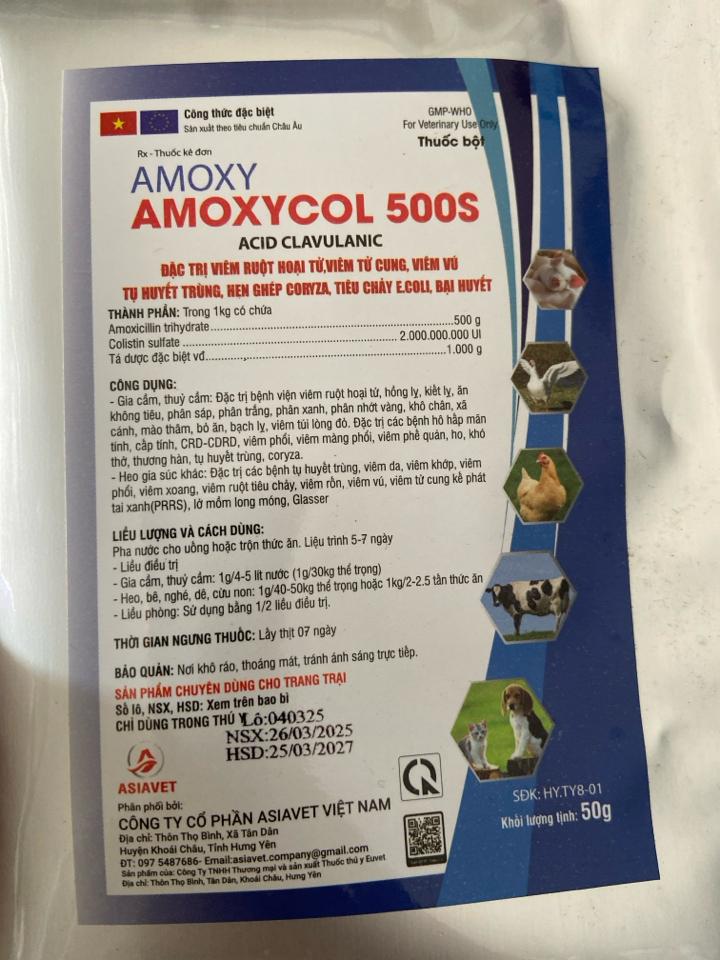 Công thức đặc biệt
Sản xuất theo tiêu chuẩn Châu Âu
GMP-WHO
For Veterinary Use Only
Thuốc bột
Rx - Thuốc kê đơn
AMOXY
AMOXYCOL 500S
ACID CLAVULANIC
ĐẶC TRỊ VIÊM RUỘT HOẠI TỬ,VIÊM TỬ CUNG, VIÊM VÚ
TỤ HUYẾT TRÙNG, HEN GHÉP CORYZA, TIÊU CHẢY E.COLI, BẠI HUYẾT
THÀNH PHẦN: Trong 1kg có chứa
Amoxicillin trihydrate.......................................................500 g
Colistin sulfate ................................................ 2.000.000.000 UI
Tá dược đặc biệt vđ.......................................................1.000 g
CÔNG DỤNG:
- Gia cầm, thuỷ cầm: Đặc trị bệnh viện viêm ruột hoại tử, hồng lỵ, kiết lỵ, ăn
không tiêu, phân sáp, phân trắng, phân xanh, phân nhớt vàng, khô chân, xã
cánh, mào thâm, bỏ ăn, bạch lỵ, viêm túi lòng đỏ. Đặc trị các bệnh hô hấp mãn
tính, cấp tính, CRD-CDRD, viêm phổi, viêm màng phổi, viêm phế quản, ho, khó
thở, thương hàn, tụ huyết trùng, coryza.
- Heo gia súc khác: Đặc trị các bệnh tụ huyết trùng, viêm da, viêm khớp, viêm
phổi, viêm xoang, viêm ruột tiêu chảy, viêm rốn, viêm vú, viêm tử cung kế phát
tai xanh(PRRS), lở mồm long móng, Glasser
LIỀU LƯỢNG VÀ CÁCH DÙNG:
Pha nước cho uống hoặc trộn thức ăn. Liệu trình 5-7 ngày
- Liều điều trị
- Gia cầm, thuỷ cầm: 1g/4-5 lít nước (1g/30kg thể trọng)
- Heo, bê, nghé, dê, cừu non: 1g/40-50kg thể trọng hoặc 1kg/2-2.5 tấn thức ăn
- Liều phòng: Sử dụng bằng 1/2 liều điều trị.
THỜI GIAN NGƯNG THUỐC: Lấy thịt 07 ngày
BẢO QUẢN: Nơi khô ráo, thoáng mát, tránh ánh sáng trực tiếp.
SẢN PHẨM CHUYÊN DÙNG CHO TRANG TRẠI
Số lô, NSX, HSD: Xem trên bao bì
CHỈ DÙNG TRONG THÚ Y
Lô:040325
NSX:26/03/2025
HSD:25/03/2027
ASIAVET
Phân phối bởi:
CÔNG TY CỔ PHẦN ASIAVET VIỆT NAM
Địa chỉ: Thôn Thọ Bình, Xã Tân Dân
Huyện Khoái Châu, Tỉnh Hưng Yên
ĐT: 097 5487686- Email:asiavet.company@gmail.com
Sản phẩm của: Công Ty TNHH Thương mại và sản xuất Thuốc thú y Euvet
Địa chỉ: Thôn Thọ Bình, Tân Dân, Khoái Châu, Hưng Yên
SĐK: HY.TY8-01
Khối lượng tịnh: 50g